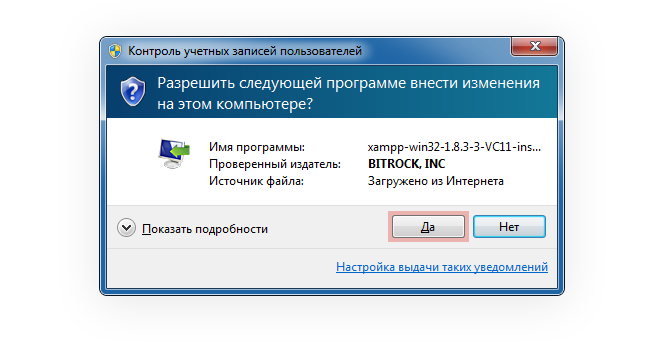 Контроль учетных записей пользователей
Разрешить следующей программе внести изменения
на этом компьютере?
Имя программы: xampp-win32-1.8.3-3-VC11-ins...
Проверенный издатель: BITROCK, INC
Источник файла: Загружено из Интернета
Показать подробности Да Нет
Настройка выдачи таких уведомлений